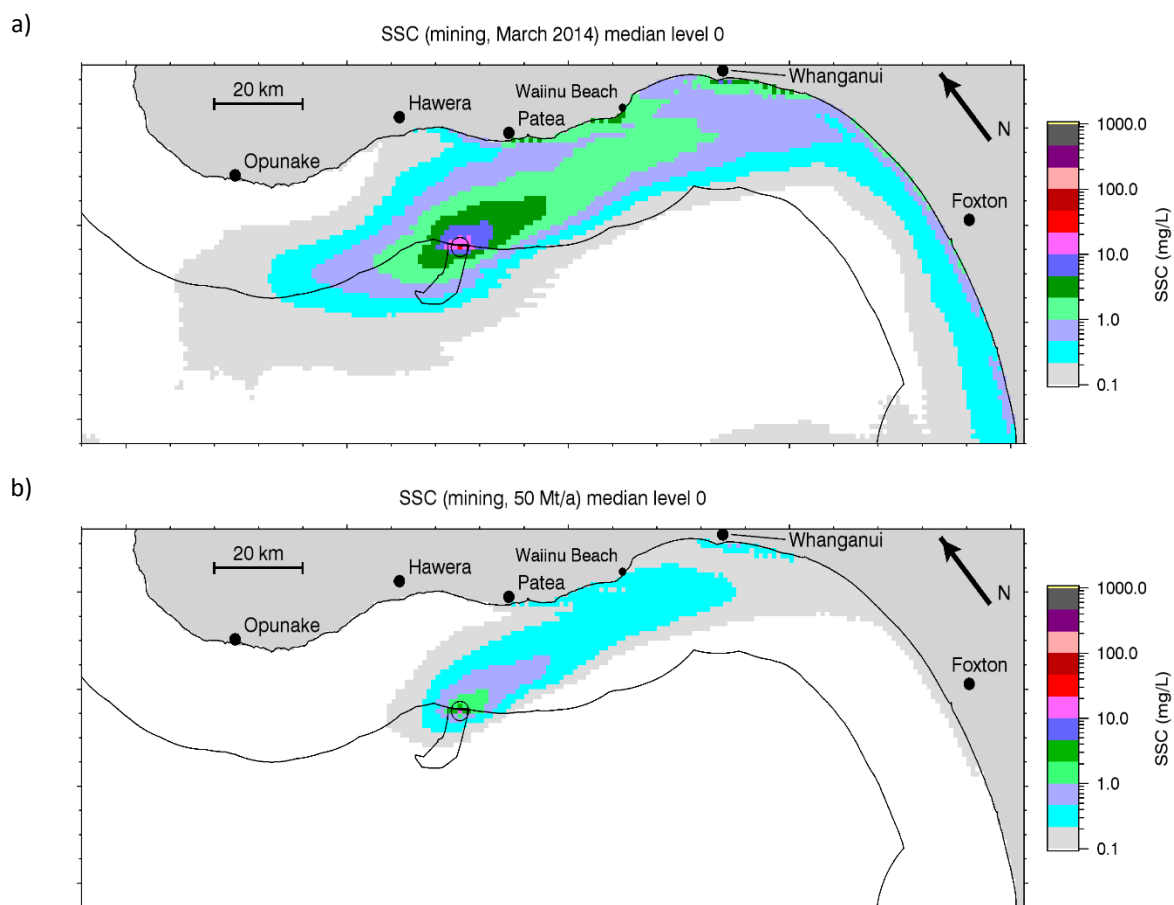 a)
SSC (mining, March 2014) median level 0
20 km
Hawera
Opunake
Waiinu Beach
Patea
Whanganui
Foxton
N
1000.0
100.0
10.0
1.0
0.1
SSC (mg/L)
b)
SSC (mining, 50 Mt/a) median level 0
20 km
Hawera
Opunake
Waiinu Beach
Patea
Whanganui
Foxton
N
1000.0
100.0
10.0
1.0
0.1
SSC (mg/L)